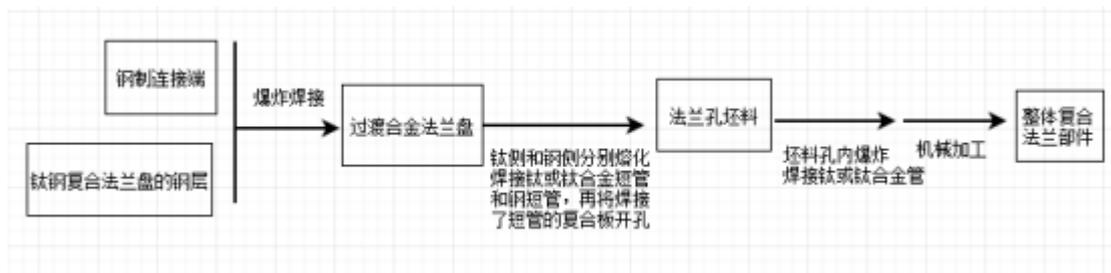 钢制连接端
钛钢复合法兰盘的钢层
爆炸焊接
过渡合金法兰盘
钛侧和钢侧分别熔化
焊接钛或钛合金短管
和钢短管，再将焊接
了短管的复合板开孔
法兰孔坯料
坯料孔内爆炸
焊接钛或钛合金管
机械加工
整体复合
法兰部件